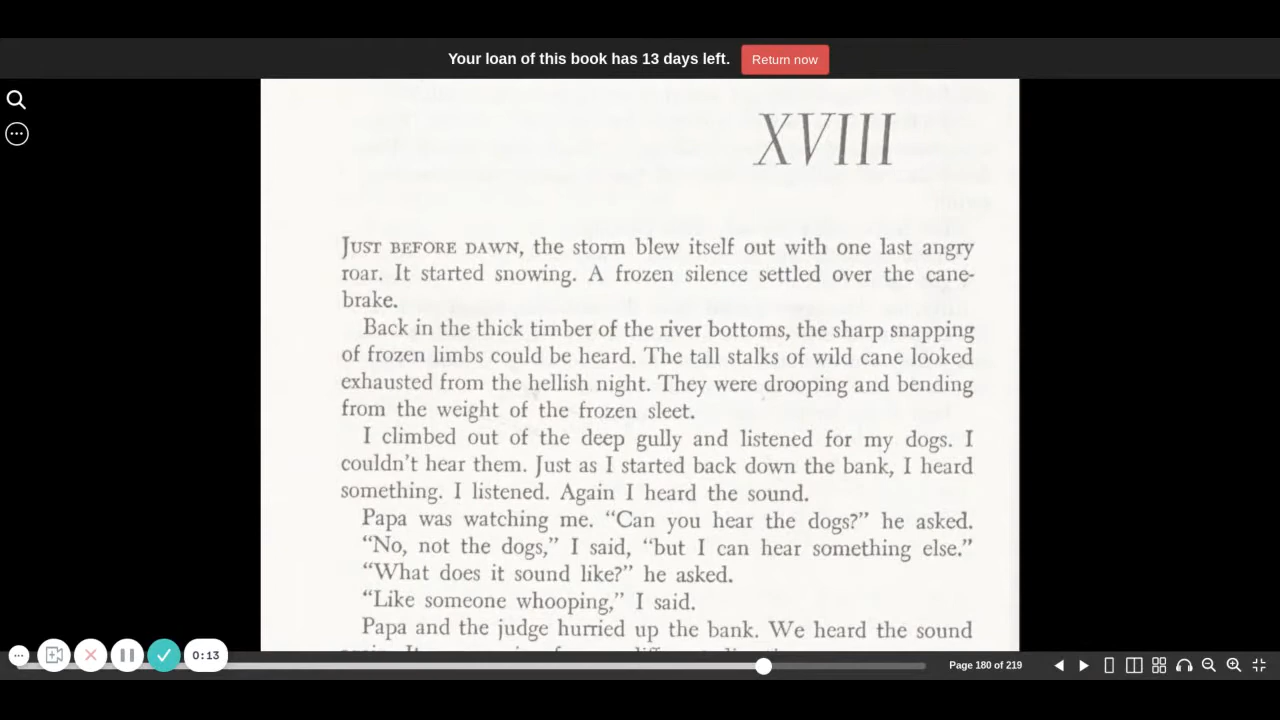 Your loan of this book has 13 days left. Return now
XVIII
JUST BEFORE DAWN, the storm blew itself out with one last angry
roar. It started snowing. A frozen silence settled over the cane-
brake.
Back in the thick timber of the river bottoms, the sharp snapping
of frozen limbs could be heard. The tall stalks of wild cane looked
exhausted from the hellish night. They were drooping and bending
from the weight of the frozen sleet.
I climbed out of the deep gully and listened for my dogs. I
couldn't hear them. Just as I started back down the bank, I heard
something. I listened. Again I heard the sound.
Papa was watching me. “Can you hear the dogs?” he asked.
“No, not the dogs,” I said, “but I can hear something else.”
“What does it sound like?” he asked.
“Like someone whooping,” I said.
Papa and the judge hurried up the bank. We heard the sound
0:13
Page 180 of 219